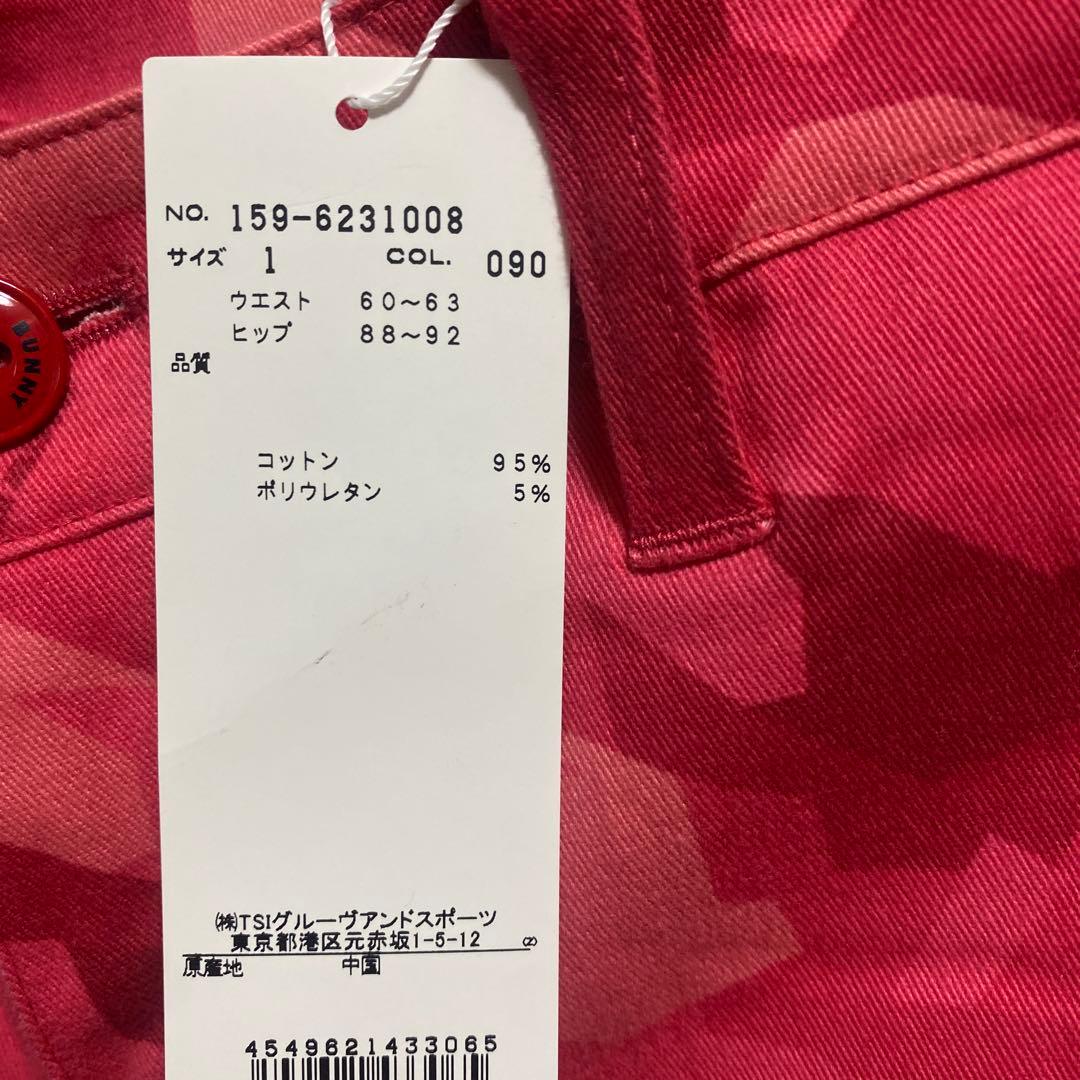 NO. 159-6231008
サイズ 1 COL. 090
ウエスト 60～63
ヒップ 88～92
品質
コットン 95%
ポリウレタン 5%
㈱TSIグルーヴアンドスポーツ
東京都港区元赤坂1-5-12 (Z)
原産地 中国
4549621433065
BUNNY